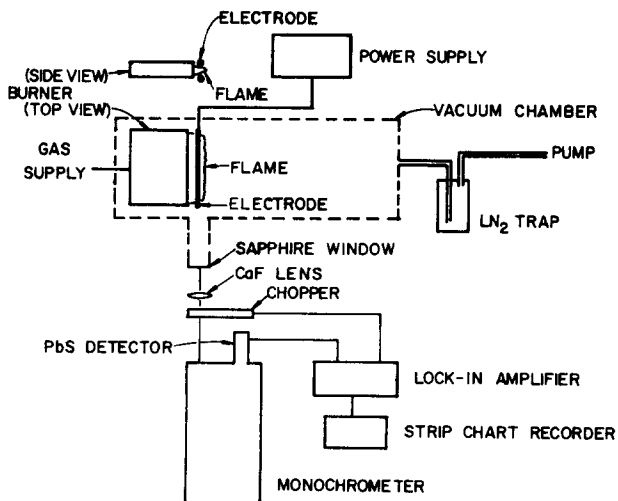 ELECTRODE
POWER SUPPLY
(SIDE VIEW)
BURNER
(TOP VIEW)
FLAME
VACUUM CHAMBER
GAS
SUPPLY
FLAME
PUMP
ELECTRODE
LN2 TRAP
SAPPHIRE WINDOW
CaF LENS
CHOPPER
PbS DETECTOR
LOCK-IN AMPLIFIER
STRIP CHART RECORDER
MONOCHROMETER